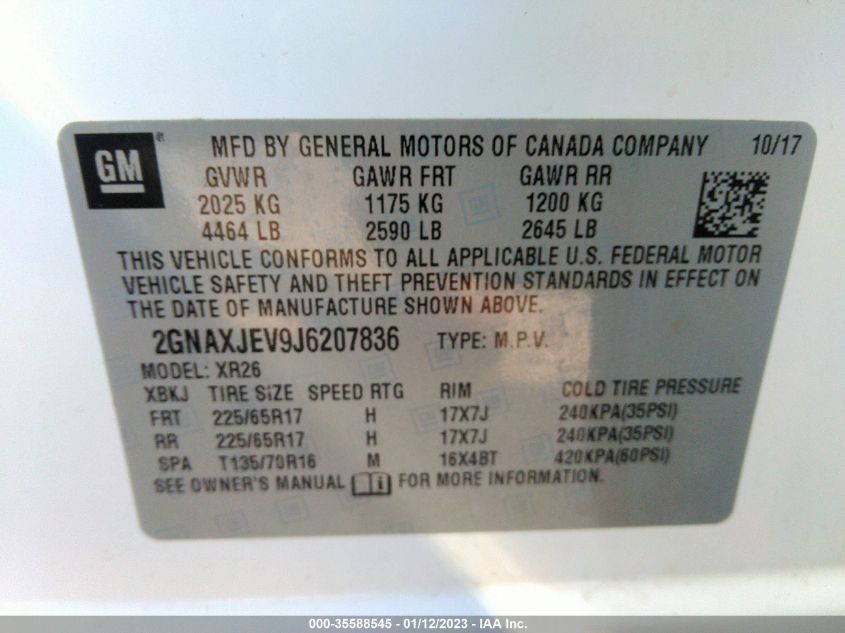 GM
MFD BY GENERAL MOTORS OF CANADA COMPANY 10/17
GVWR GAWR FRT GAWR RR
2025 KG 1175 KG 1200 KG
4464 LB 2590 LB 2645 LB
THIS VEHICLE CONFORMS TO ALL APPLICABLE U.S. FEDERAL MOTOR
VEHICLE SAFETY AND THEFT PREVENTION STANDARDS IN EFFECT ON
THE DATE OF MANUFACTURE SHOWN ABOVE.
2GNAXJEV9J6207836 TYPE: M.P.V.
MODEL: XR26
XBKJ TIRE SIZE SPEED RTG RIM COLD TIRE PRESSURE
FRT 225/65R17 H 17X7J 240KPA(35PSI)
RR 225/65R17 H 17X7J 240KPA(35PSI)
SPA T135/70R16 M 16X4BT 420KPA(60PSI)
SEE OWNER'S MANUAL FOR MORE INFORMATION.
000-35588545 - 01/12/2023 - IAA Inc.